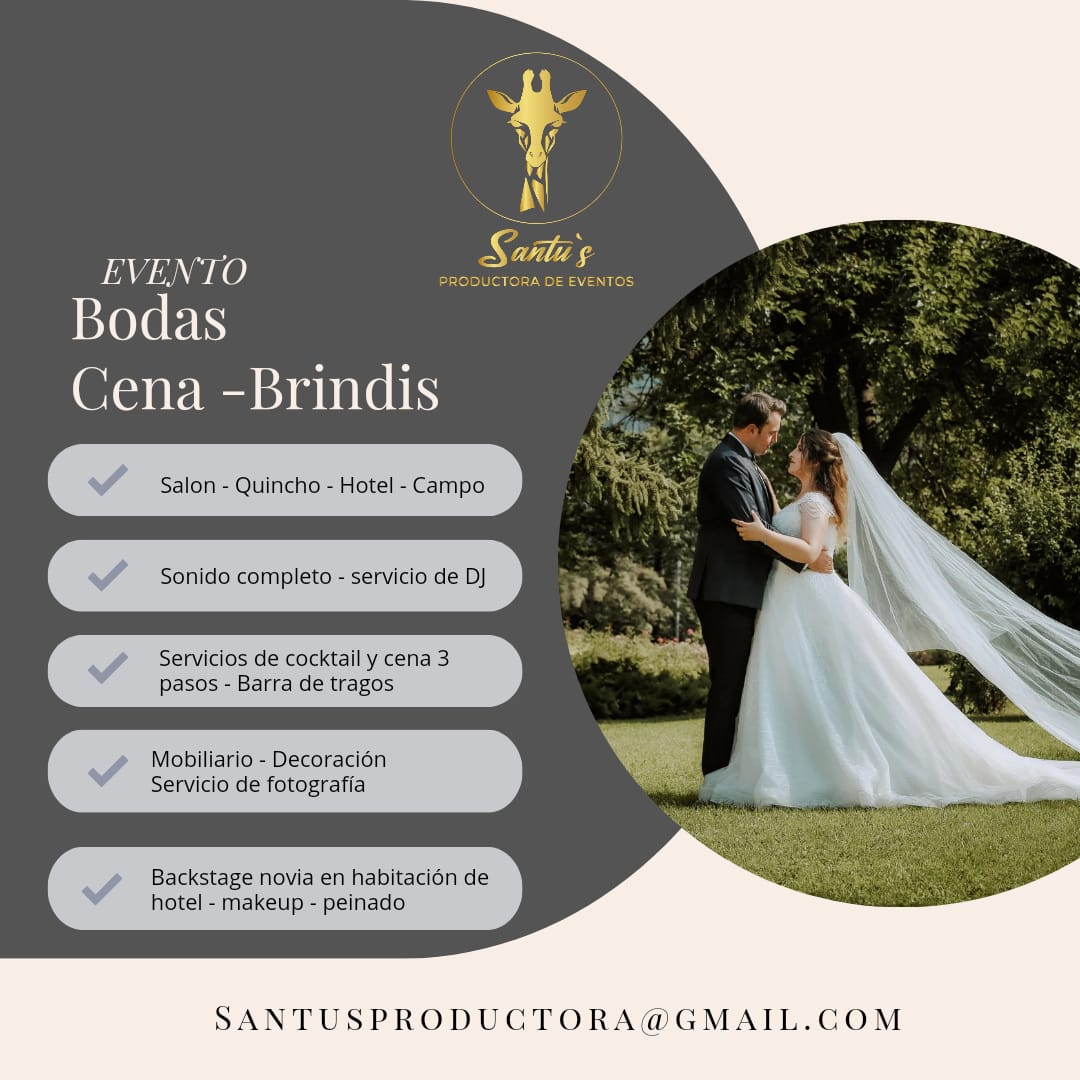 Santu`s
PRODUCTORA DE EVENTOS
EVENTO
Bodas
Cena -Brindis
Salon - Quincho - Hotel - Campo
Sonido completo - servicio de DJ
Servicios de cocktail y cena 3
pasos - Barra de tragos
Mobiliario - Decoración
Servicio de fotografía
Backstage novia en habitación de
hotel - makeup - peinado
Santusproductora@gmail.com